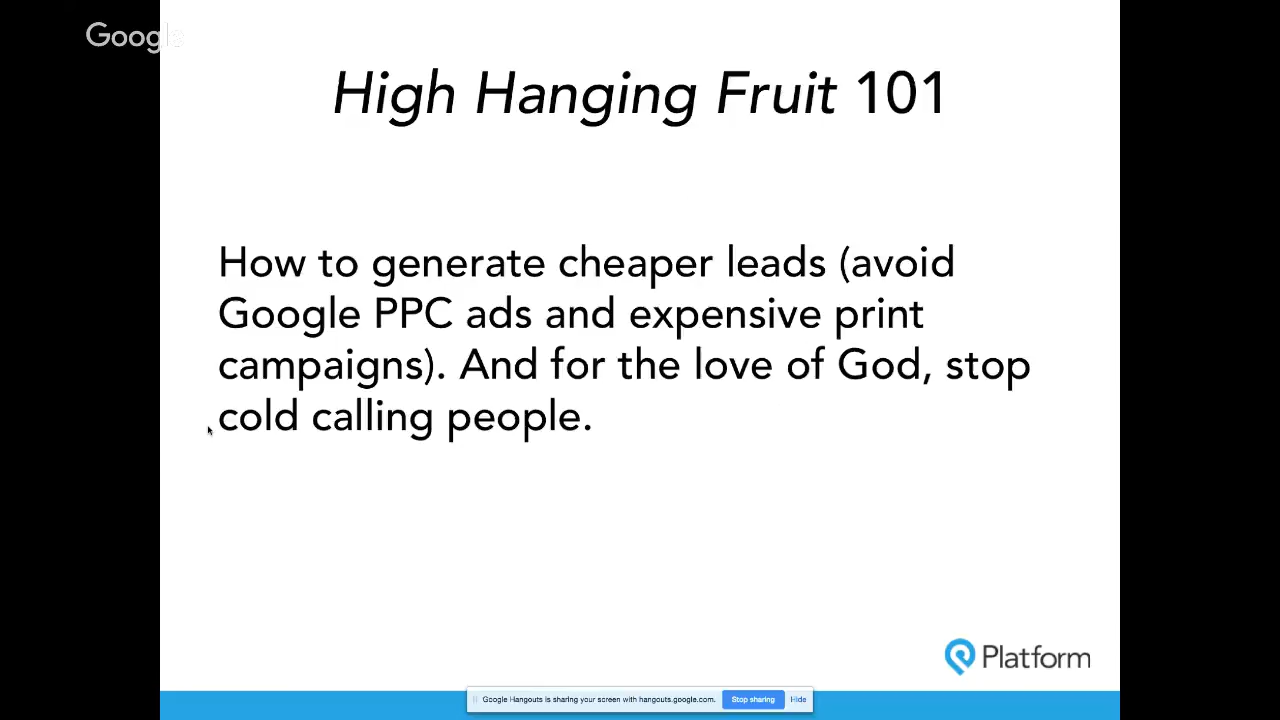 Google
High Hanging Fruit 101
How to generate cheaper leads (avoid
Google PPC ads and expensive print
campaigns). And for the love of God, stop
cold calling people.
Platform
Google Hangouts is sharing your screen with hangouts.google.com. Stop sharing Hide